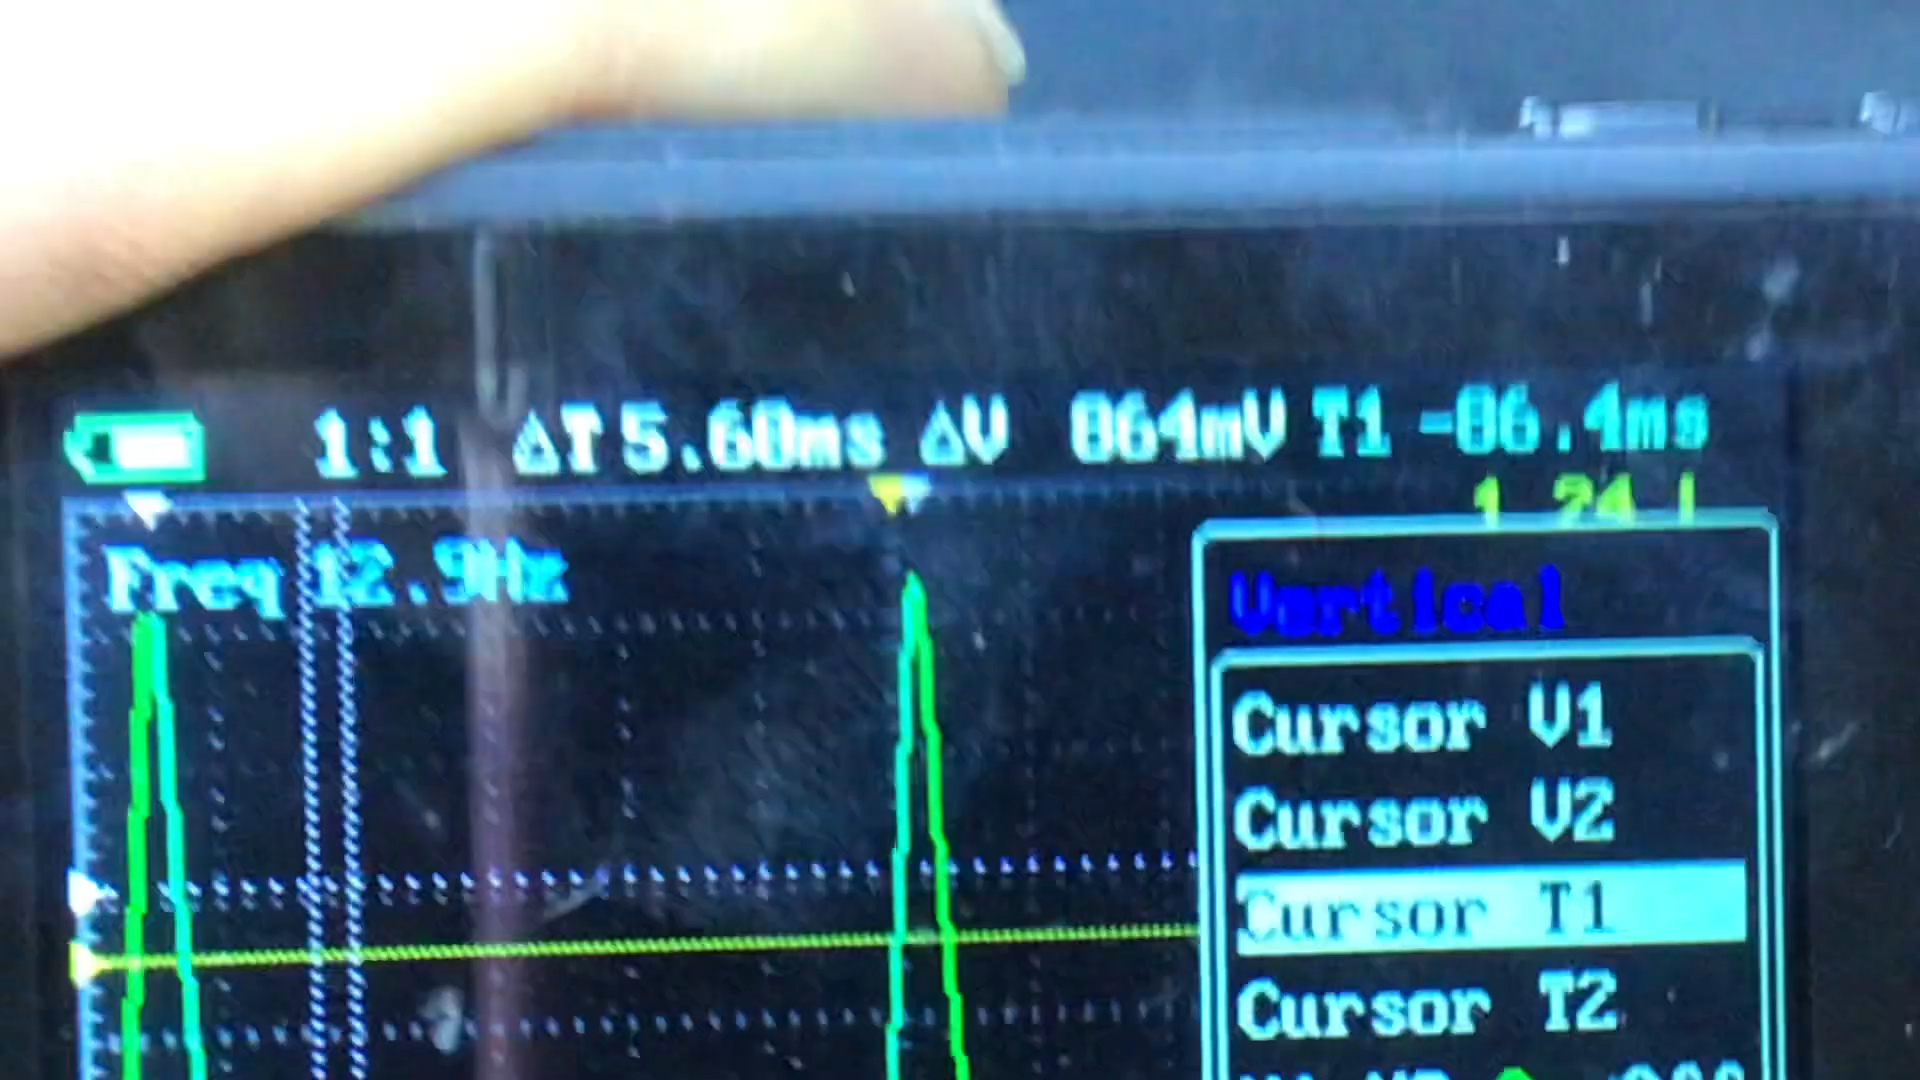 1:1 ΔT 5.60ms ΔV 864mV T1 -86.4ms
Freq 12.9Hz
Vertical
Cursor V1
Cursor V2
Cursor T1
Cursor T2